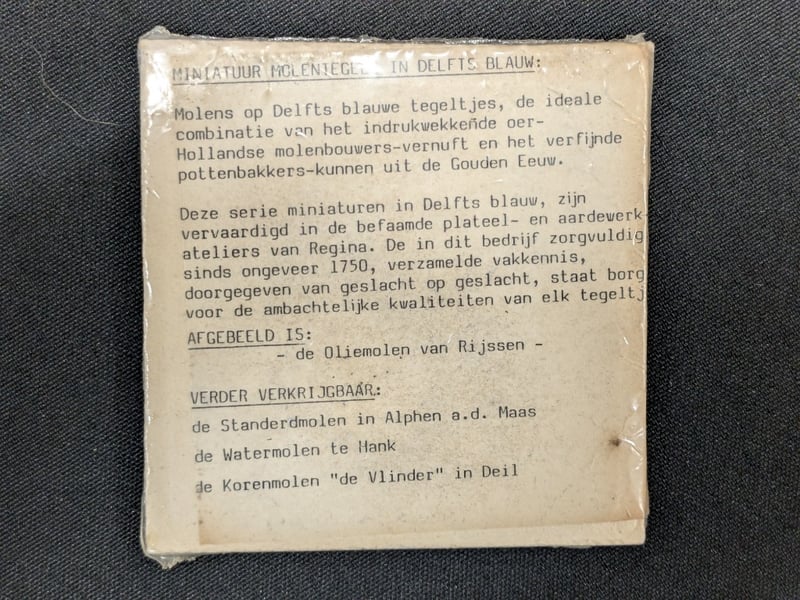 MINIATUUR MOLENTEGEL IN DELFTS BLAUW:
Molens op Delfts blauwe tegeltjes, de ideale
combinatie van het indrukwekkende oer-
Hollandse molenbouwers-vernuft en het verfijnde
pottenbakkers-kunnen uit de Gouden Eeuw.
Deze serie miniaturen in Delfts blauw, zijn
vervaardigd in de befaamde plateel- en aardewerk-
ateliers van Regina. De in dit bedrijf zorgvuldig
sinds ongeveer 1750, verzamelde vakkennis,
doorgegeven van geslacht op geslacht, staat borg
voor de ambachtelijke kwaliteiten van elk tegeltj
AFGEBEELD IS:
- de Oliemolen van Rijssen -
VERDER VERKRIJGBAAR:
de Standerdmolen in Alphen a.d. Maas
de Watermolen te Hank
de Korenmolen "de Vlinder" in Deil